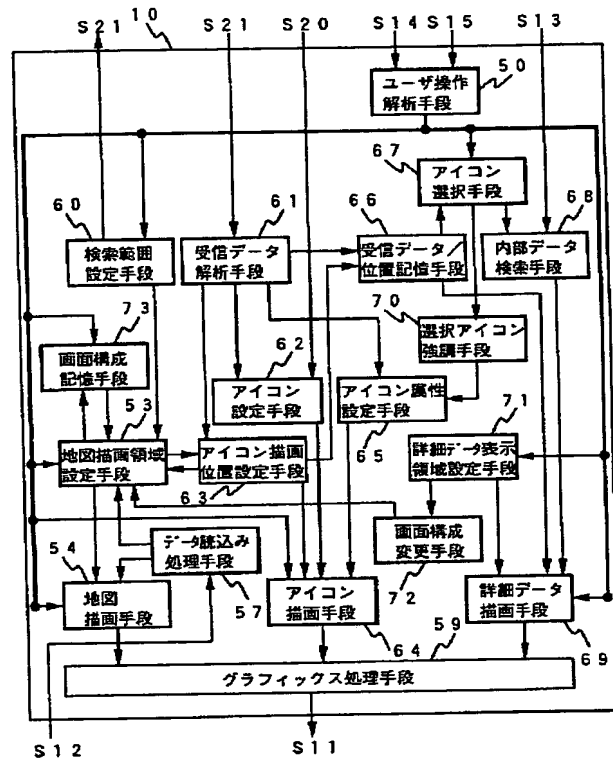 S21
10
S21
S20
S14
S15
S13
50
ユーザ操作
解析手段
67
アイコン
選択手段
60
検索範囲
設定手段
61
受信データ
解析手段
66
受信データ/
位置記憶手段
68
内部データ
検索手段
73
画面構成
記憶手段
62
アイコン
設定手段
70
選択アイコン
強調手段
53
地図描画領域
設定手段
アイコン描画
位置設定手段
63
アイコン属性
設定手段
65
71
詳細データ表示
領域設定手段
54
地図
描画手段
データ読込み
処理手段
57
画面構成
変更手段
72
アイコン
描画手段
64
59
詳細データ
描画手段
69
グラフィックス処理手段
S12
S11